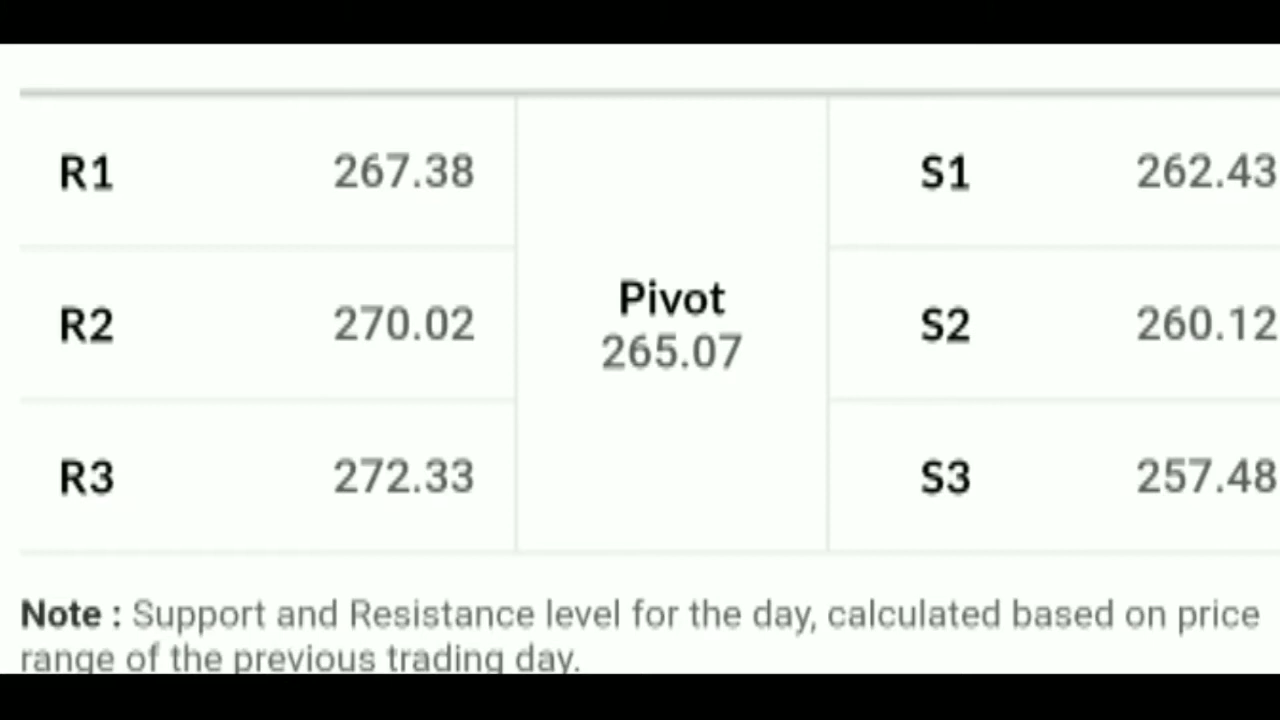 R1 267.38 S1 262.43
Pivot
R2 270.02 265.07 S2 260.12
R3 272.33 S3 257.48
Note : Support and Resistance level for the day, calculated based on price
range of the previous trading day.